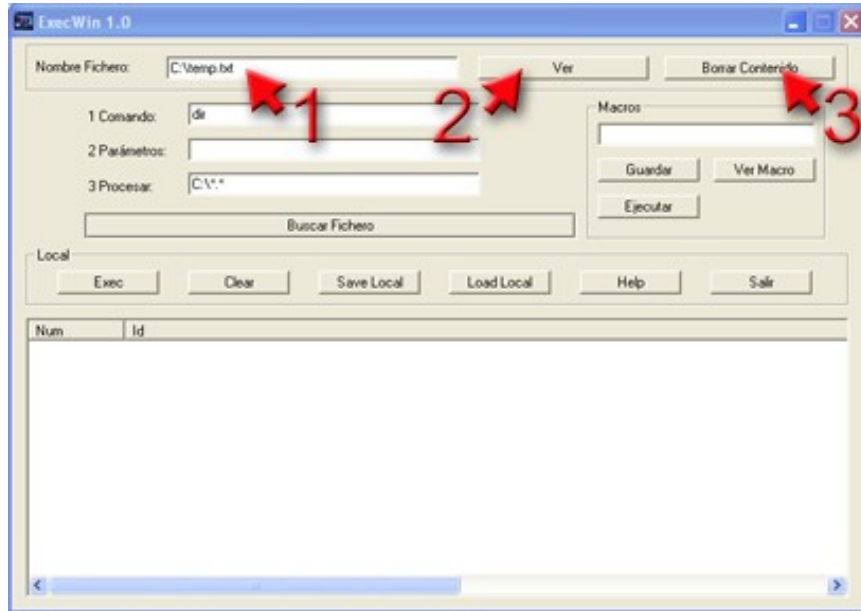 ExecWin 1.0
Nombre Fichero: C:\temp.txt Ver Borrar Contenido
1 2 3
1 Comando: dir
2 Parámetros:
3 Procesar: C:\*.*
Buscar Fichero
Macros
Guardar Ver Macro
Ejecutar
Local
Exec Clear Save Local Load Local Help Salir
Num Id